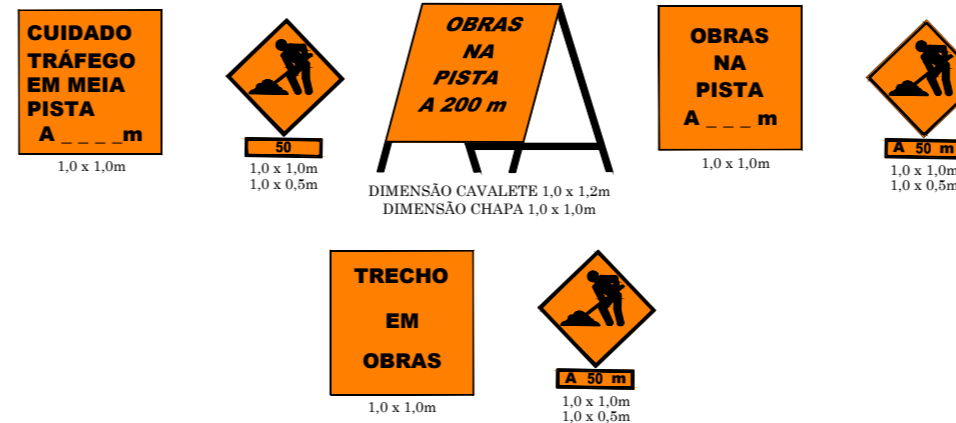 CUIDADO
TRÁFEGO
EM MEIA
PISTA
A _ _ _ _m
1,0 x 1,0m
50
1,0 x 1,0m
1,0 x 0,5m
OBRAS
NA
PISTA
A 200 m
DIMENSÃO CAVALETE 1,0 x 1,2m
DIMENSÃO CHAPA 1,0 x 1,0m
OBRAS
NA
PISTA
A _ _ _ m
1,0 x 1,0m
A 50 m
1,0 x 1,0m
1,0 x 0,5m
TRECHO
EM
OBRAS
1,0 x 1,0m
A 50 m
1,0 x 1,0m
1,0 x 0,5m